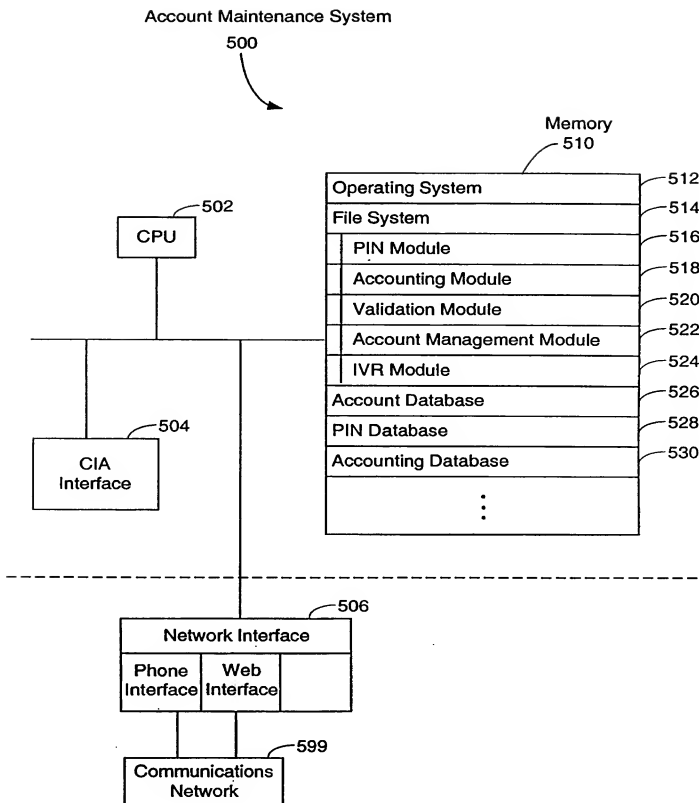 Account Maintenance System
500
Memory
510
Operating System
512
File System
514
PIN Module
516
Accounting Module
518
Validation Module
520
Account Management Module
522
IVR Module
524
Account Database
526
PIN Database
528
Accounting Database
530
502
CPU
504
CIA
Interface
506
Network Interface
Phone
Interface
Web
Interface
599
Communications
Network